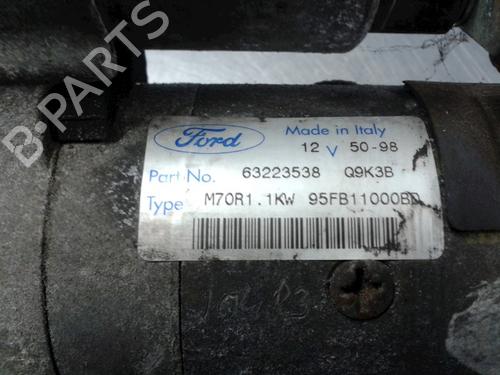 B-PARTS
Ford
Made in Italy
12 V 50-98
Part No. 63223538 Q9K3B
Type M70R1.1KW 95FB11000BD